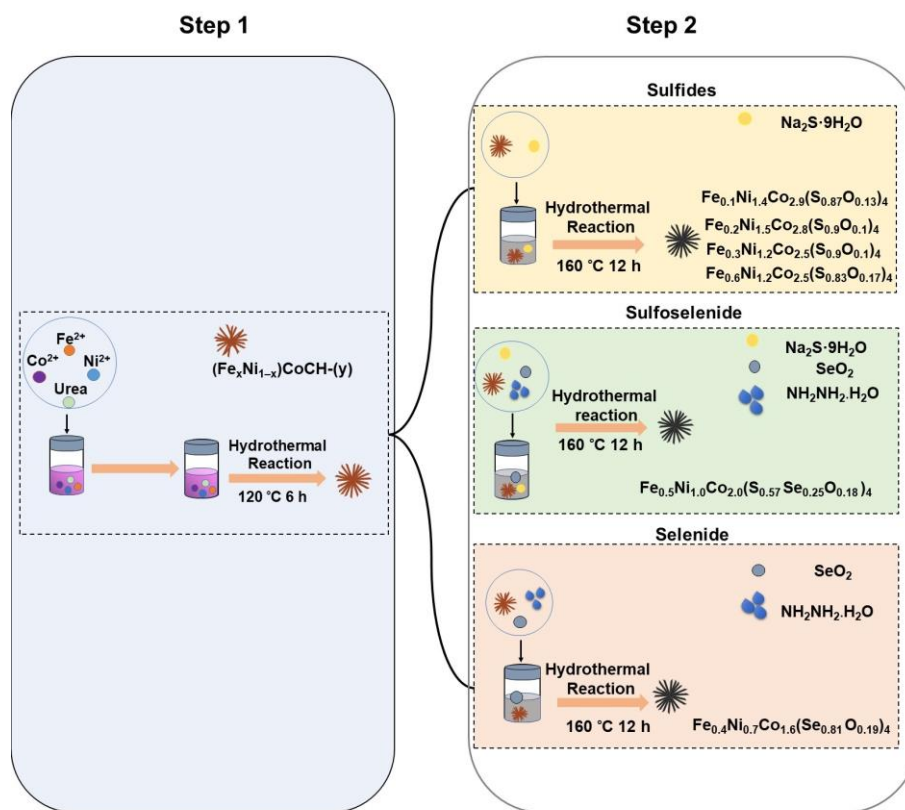 Step 1
Step 2
Fe²⁺
Co²⁺
Ni²⁺
Urea
(FeₓNi₁₋ₓ)CoCH-(y)
Hydrothermal
Reaction
120 °C 6 h
Sulfides
Na₂S·9H₂O
Hydrothermal
Reaction
160 °C 12 h
Fe₀.₁Ni₁.₄Co₂.₉(S₀.₈₇O₀.₁₃)₄
Fe₀.₂Ni₁.₅Co₂.₈(S₀.₉O₀.₁)₄
Fe₀.₃Ni₁.₂Co₂.₅(S₀.₉O₀.₁)₄
Fe₀.₆Ni₁.₂Co₂.₅(S₀.₈₃O₀.₁₇)₄
Sulfoselenide
Na₂S·9H₂O
SeO₂
NH₂NH₂.H₂O
Hydrothermal
reaction
160 °C 12 h
Fe₀.₅Ni₁.₀Co₂.₀(S₀.₅₇Se₀.₂₅O₀.₁₈)₄
Selenide
SeO₂
NH₂NH₂.H₂O
Hydrothermal
Reaction
160 °C 12 h
Fe₀.₄Ni₀.₇Co₁.₆(Se₀.₈₁O₀.₁₉)₄